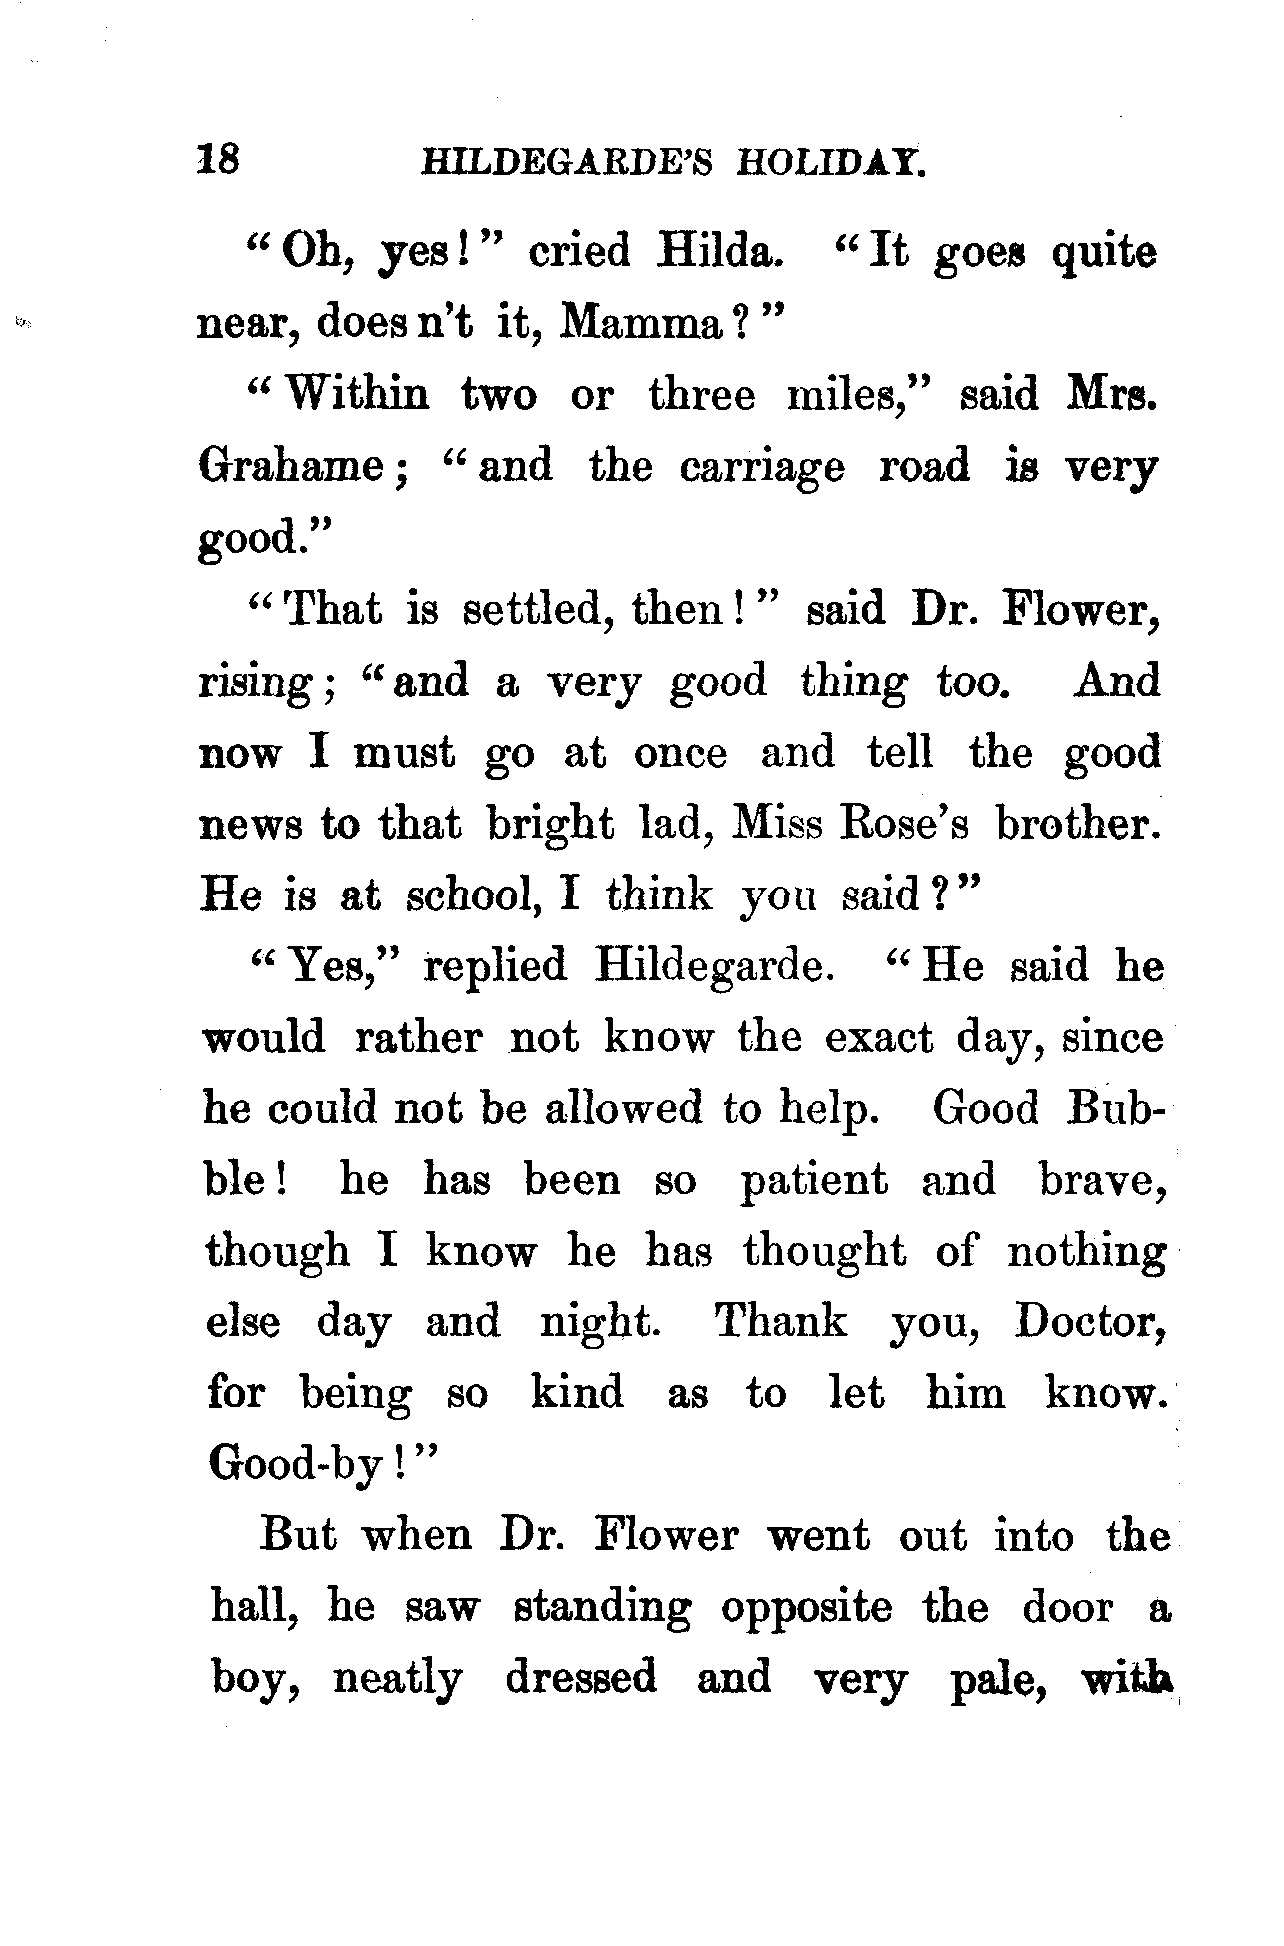 18 HILDEGARDE'S HOLIDAY.
"Oh, yes!" cried Hilda. "It goes quite
near, does n't it, Mamma?"
"Within two or three miles," said Mrs.
Grahame; "and the carriage road is very
good."
"That is settled, then!" said Dr. Flower,
rising; "and a very good thing too. And
now I must go at once and tell the good
news to that bright lad, Miss Rose's brother.
He is at school, I think you said?"
"Yes," replied Hildegarde. "He said he
would rather not know the exact day, since
he could not be allowed to help. Good Bub-
ble! he has been so patient and brave,
though I know he has thought of nothing
else day and night. Thank you, Doctor,
for being so kind as to let him know.
Good-by!"
But when Dr. Flower went out into the
hall, he saw standing opposite the door a
boy, neatly dressed and very pale, with